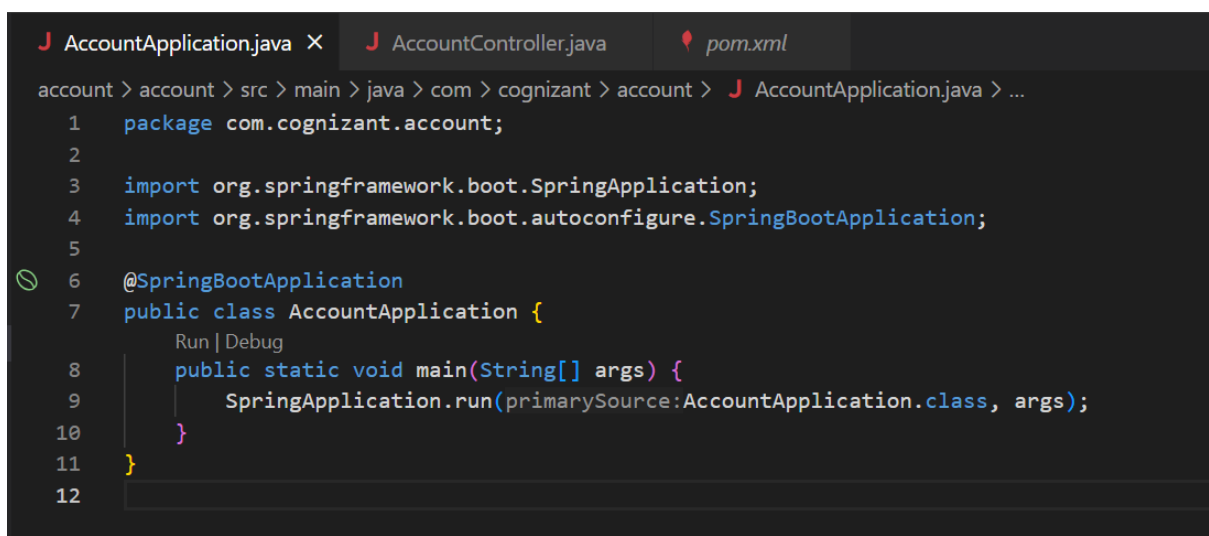 J AccountApplication.java × J AccountController.java pom.xml
account > account > src > main > java > com > cognizant > account > J AccountApplication.java > ...
1 package com.cognizant.account;
2
3 import org.springframework.boot.SpringApplication;
4 import org.springframework.boot.autoconfigure.SpringBootApplication;
5
6 @SpringBootApplication
7 public class AccountApplication {
Run | Debug
8 public static void main(String[] args) {
9 SpringApplication.run(primarySource:AccountApplication.class, args);
10 }
11 }
12